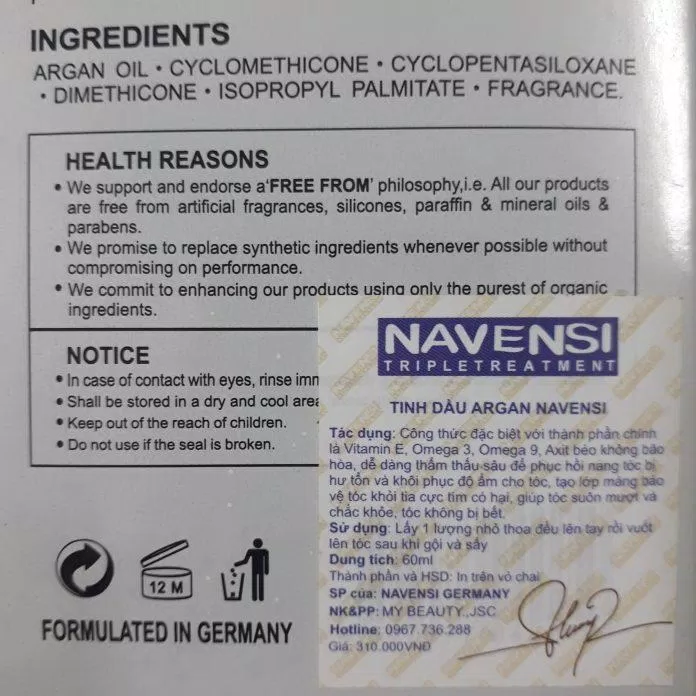 INGREDIENTS
ARGAN OIL • CYCLOMETHICONE • CYCLOPENTASILOXANE
• DIMETHICONE • ISOPROPYL PALMITATE • FRAGRANCE.
HEALTH REASONS
• We support and endorse a'FREE FROM' philosophy,i.e. All our products
are free from artificial fragrances, silicones, paraffin & mineral oils &
parabens.
• We promise to replace synthetic ingredients whenever possible without
compromising on performance.
• We commit to enhancing our products using only the purest of organic
ingredients.
NOTICE
• In case of contact with eyes, rinse
• Shall be stored in a dry and cool
• Keep out of the reach of children.
• Do not use if the seal is broken.
12 M
FORMULATED IN GERMANY
NAVENSI
TRIPLETREATMENT
TINH DẦU ARGAN NAVENSI
Tác dụng: Công thức đặc biệt với thành phần chính
là Vitamin E, Omega 3, Omega 9, Axit béo không bão
hòa, dễ dàng thẩm thấu sâu để phục hồi nang tóc bị
hư tổn và khôi phục độ ẩm cho tóc, tạo lớp màng bảo
vệ tóc khỏi tia cực tím có hại, giúp tóc suôn mượt và
chắc khỏe, tóc không bị bết.
Sử dụng: Lấy 1 lượng nhỏ thoa đều lên tay rồi vuốt
lên tóc sau khi gội và sấy
Dung tích: 60ml
Thành phần và HSD: In trên vỏ chai
SP của: NAVENSI GERMANY
NK&PP: MY BEAUTY.,JSC
Hotline: 0967.736.288
Giá: 310.000VNĐ